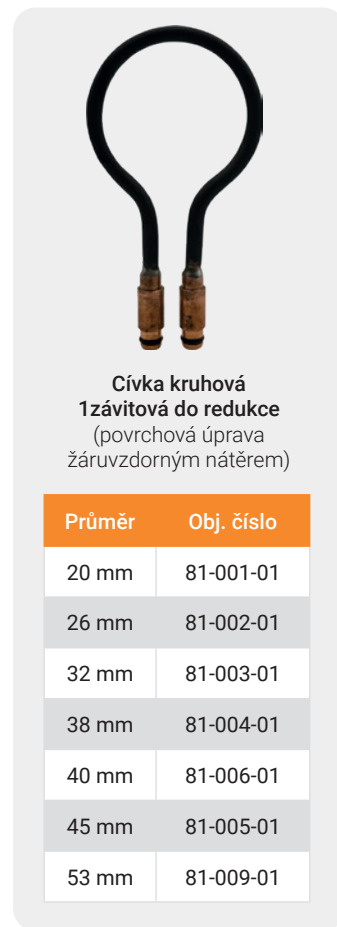 Cívka kruhová
1závitová do redukce
(povrchová úprava
žáruvzdorným nátěrem)
Průměr Obj. číslo
20 mm 81-001-01
26 mm 81-002-01
32 mm 81-003-01
38 mm 81-004-01
40 mm 81-006-01
45 mm 81-005-01
53 mm 81-009-01